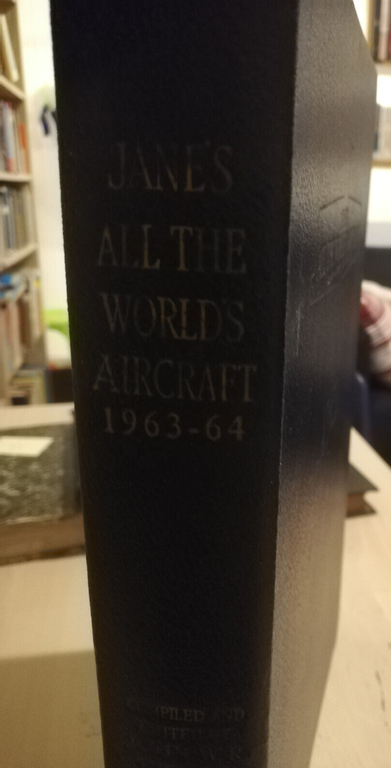 JANE'S
ALL THE
WORLD'S
AIRCRAFT
1963-64
COMPILED AND